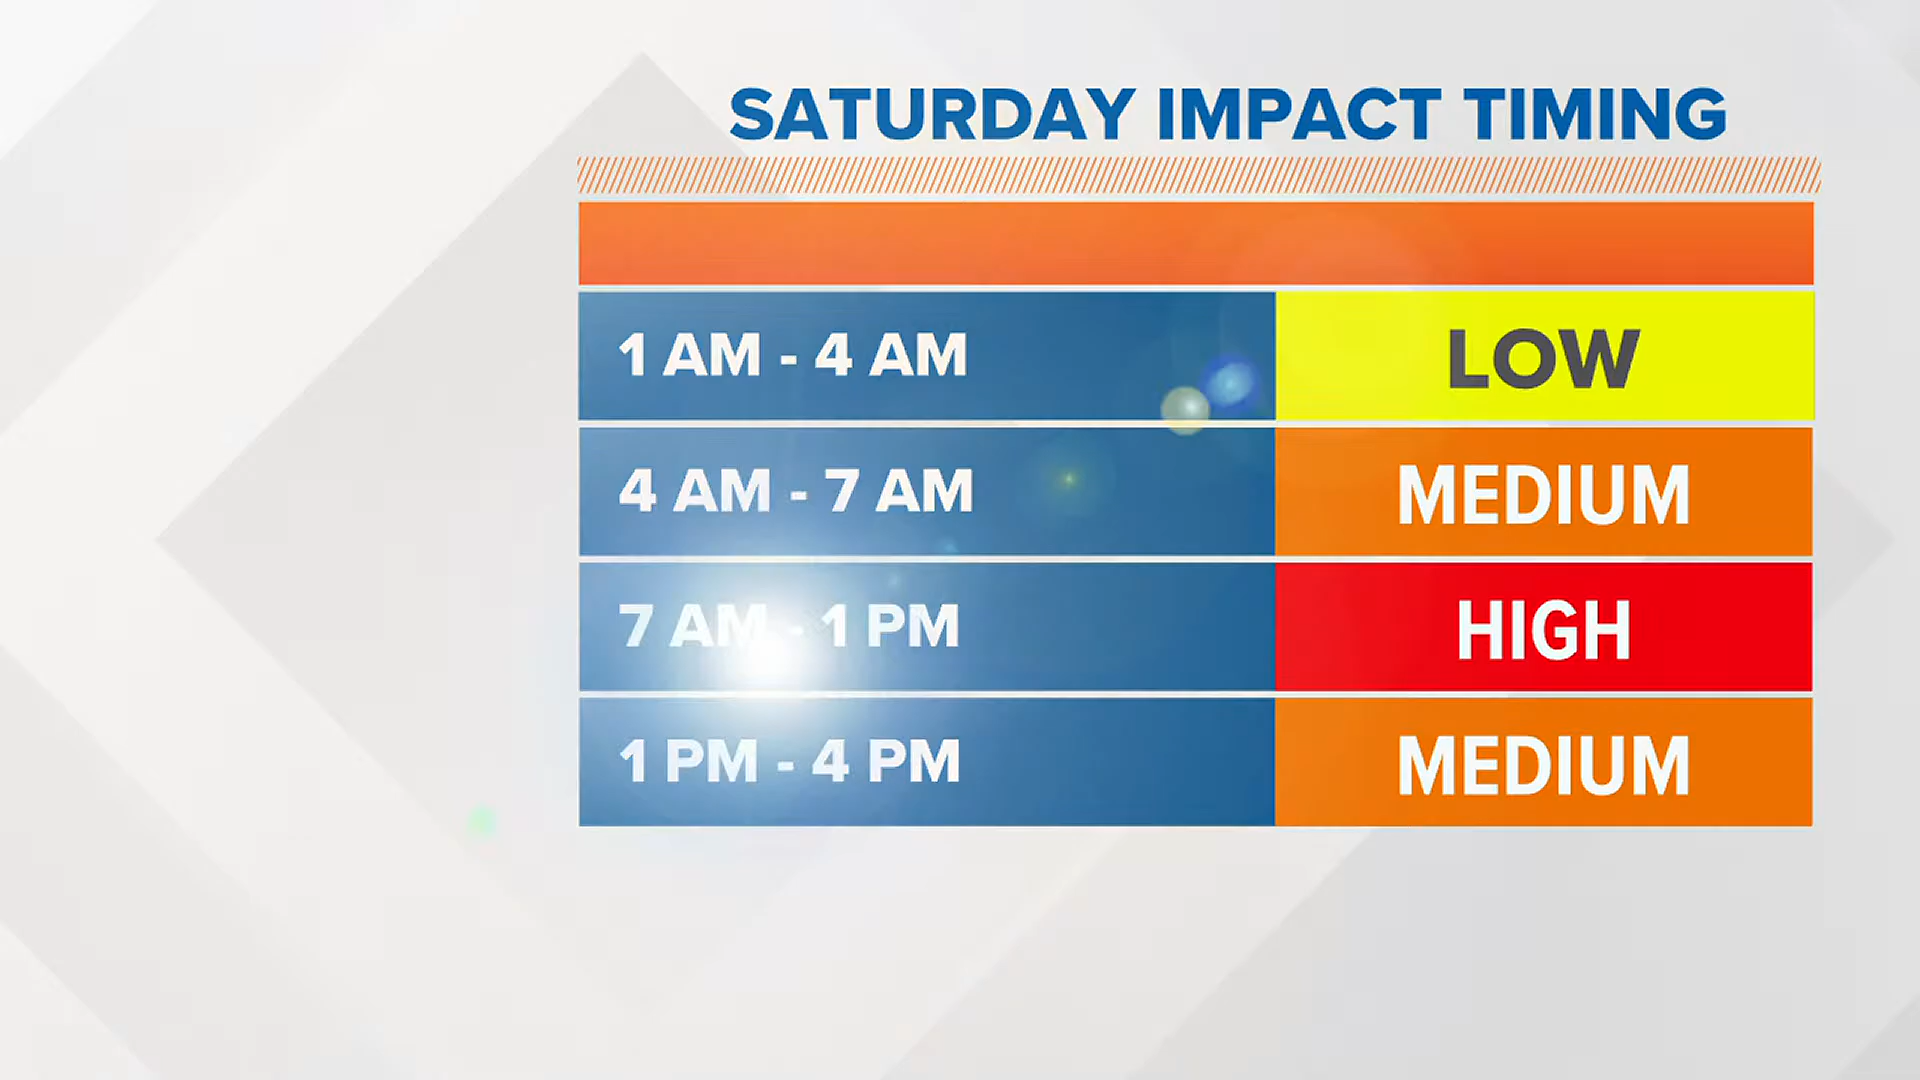 SATURDAY IMPACT TIMING
1 AM - 4 AM LOW
4 AM - 7 AM MEDIUM
7 AM - 1 PM HIGH
1 PM - 4 PM MEDIUM